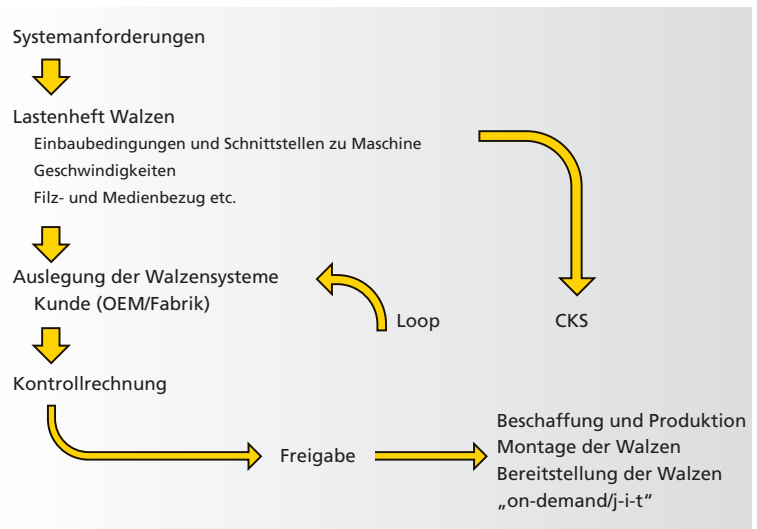 Systemanforderungen
Lastenheft Walzen
Einbaubedingungen und Schnittstellen zu Maschine
Geschwindigkeiten
Filz- und Medienbezug etc.
Auslegung der Walzensysteme
Kunde (OEM/Fabrik)
Loop
CKS
Kontrollrechnung
Freigabe
Beschaffung und Produktion
Montage der Walzen
Bereitstellung der Walzen
„on-demand/j-i-t“